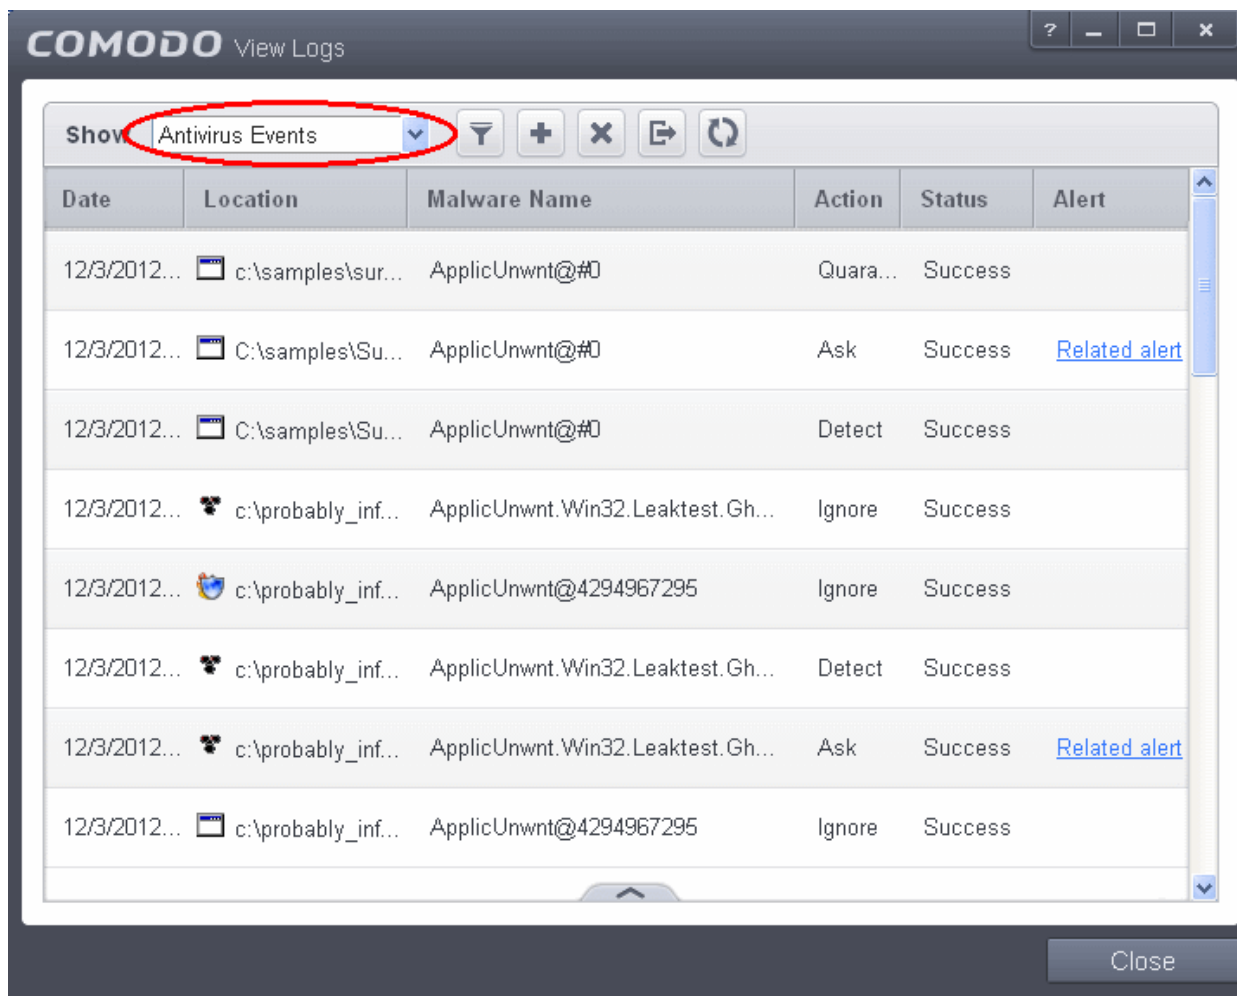 COMODO View Logs ?
Show Antivirus Events
Date Location Malware Name Action Status Alert
12/3/2012... c:\samples\sur... ApplicUnwnt@#0 Quara... Success
12/3/2012... C:\samples\Su... ApplicUnwnt@#0 Ask Success Related alert
12/3/2012... C:\samples\Su... ApplicUnwnt@#0 Detect Success
12/3/2012... c:\probably_inf... ApplicUnwnt.Win32.Leaktest.Gh... Ignore Success
12/3/2012... c:\probably_inf... ApplicUnwnt@4294967295 Ignore Success
12/3/2012... c:\probably_inf... ApplicUnwnt.Win32.Leaktest.Gh... Detect Success
12/3/2012... c:\probably_inf... ApplicUnwnt.Win32.Leaktest.Gh... Ask Success Related alert
12/3/2012... c:\probably_inf... ApplicUnwnt@4294967295 Ignore Success
Close